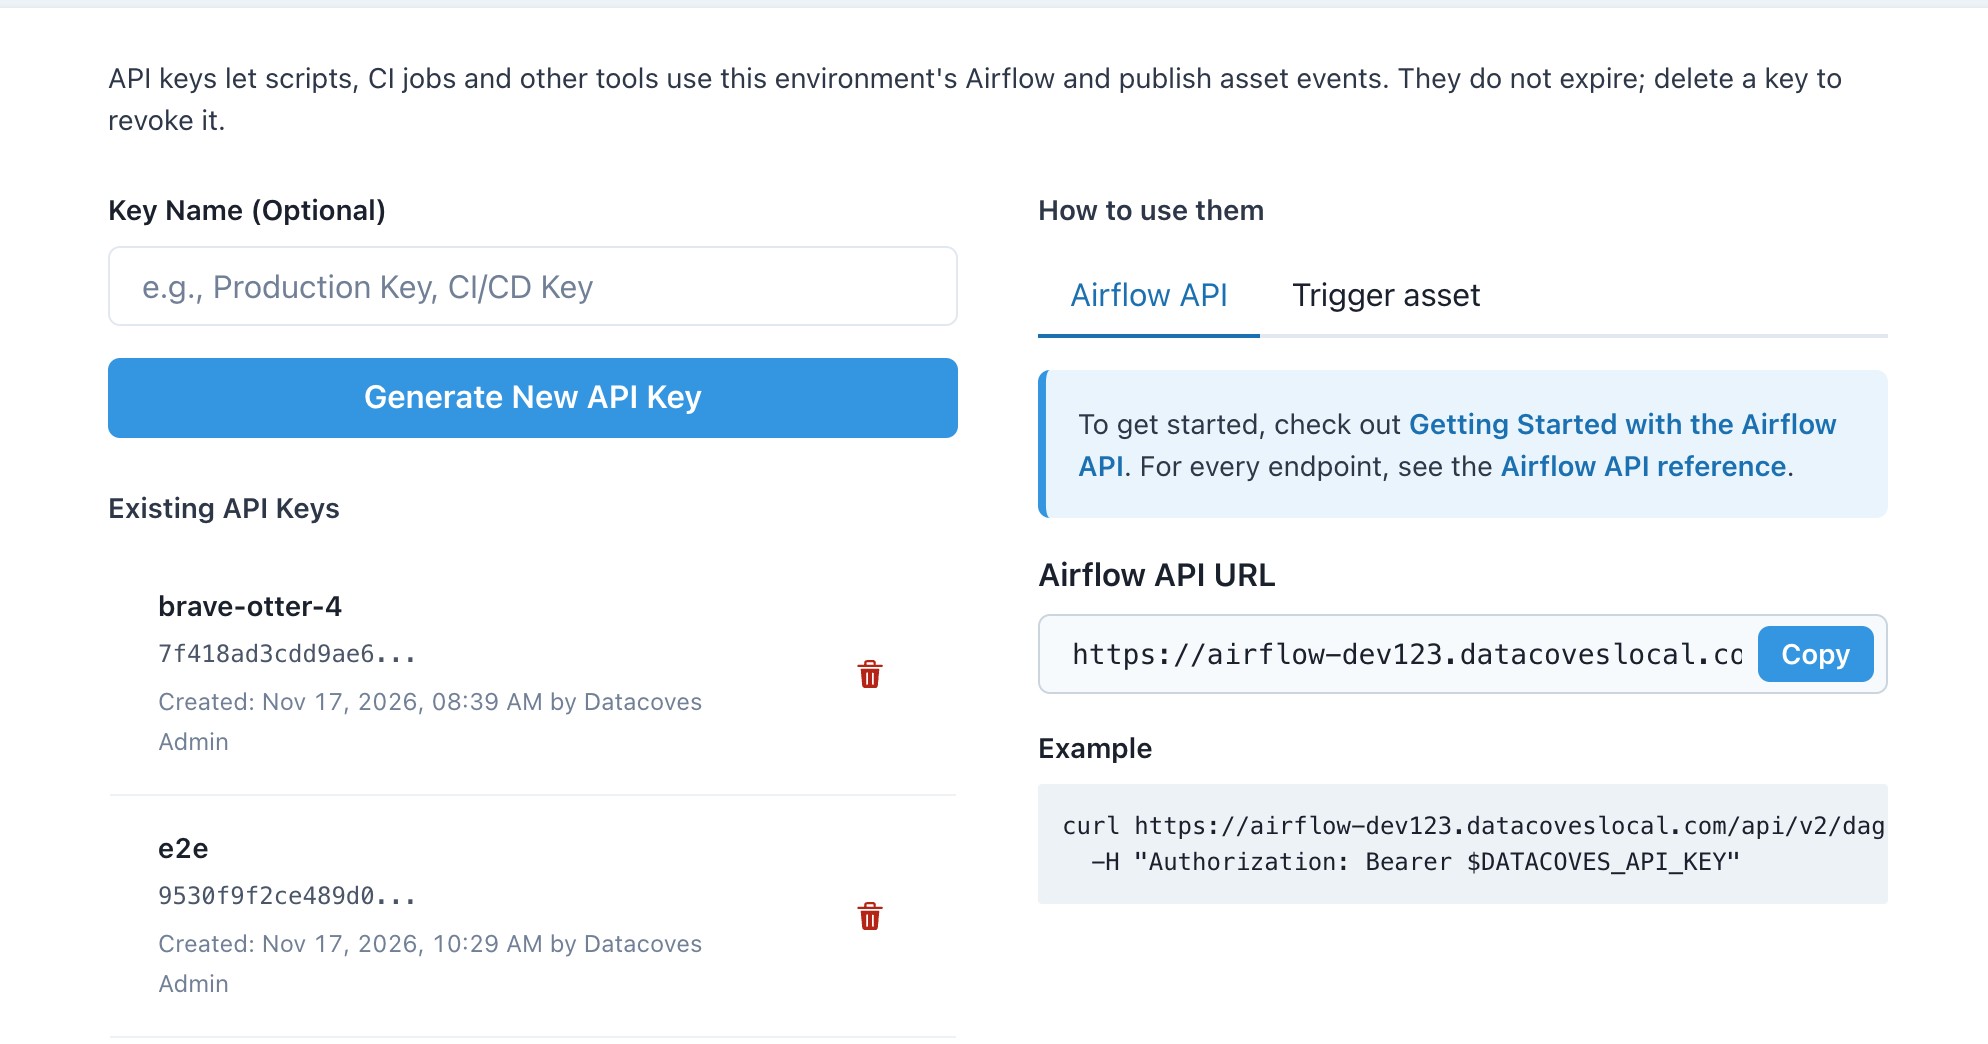 API keys let scripts, CI jobs and other tools use this environment's Airflow and publish asset events. They do not expire; delete a key to
revoke it.
Key Name (Optional)
e.g., Production Key, CI/CD Key
Generate New API Key
Existing API Keys
brave-otter-4
7f418ad3cdd9ae6...
Created: Nov 17, 2026, 08:39 AM by Datacoves
Admin
e2e
9530f9f2ce489d0...
Created: Nov 17, 2026, 10:29 AM by Datacoves
Admin
How to use them
Airflow API
Trigger asset
To get started, check out Getting Started with the Airflow
API. For every endpoint, see the Airflow API reference.
Airflow API URL
https://airflow-dev123.datacoveslocal.co
Copy
Example
curl https://airflow-dev123.datacoveslocal.com/api/v2/dag
-H "Authorization: Bearer $DATACOVES_API_KEY"